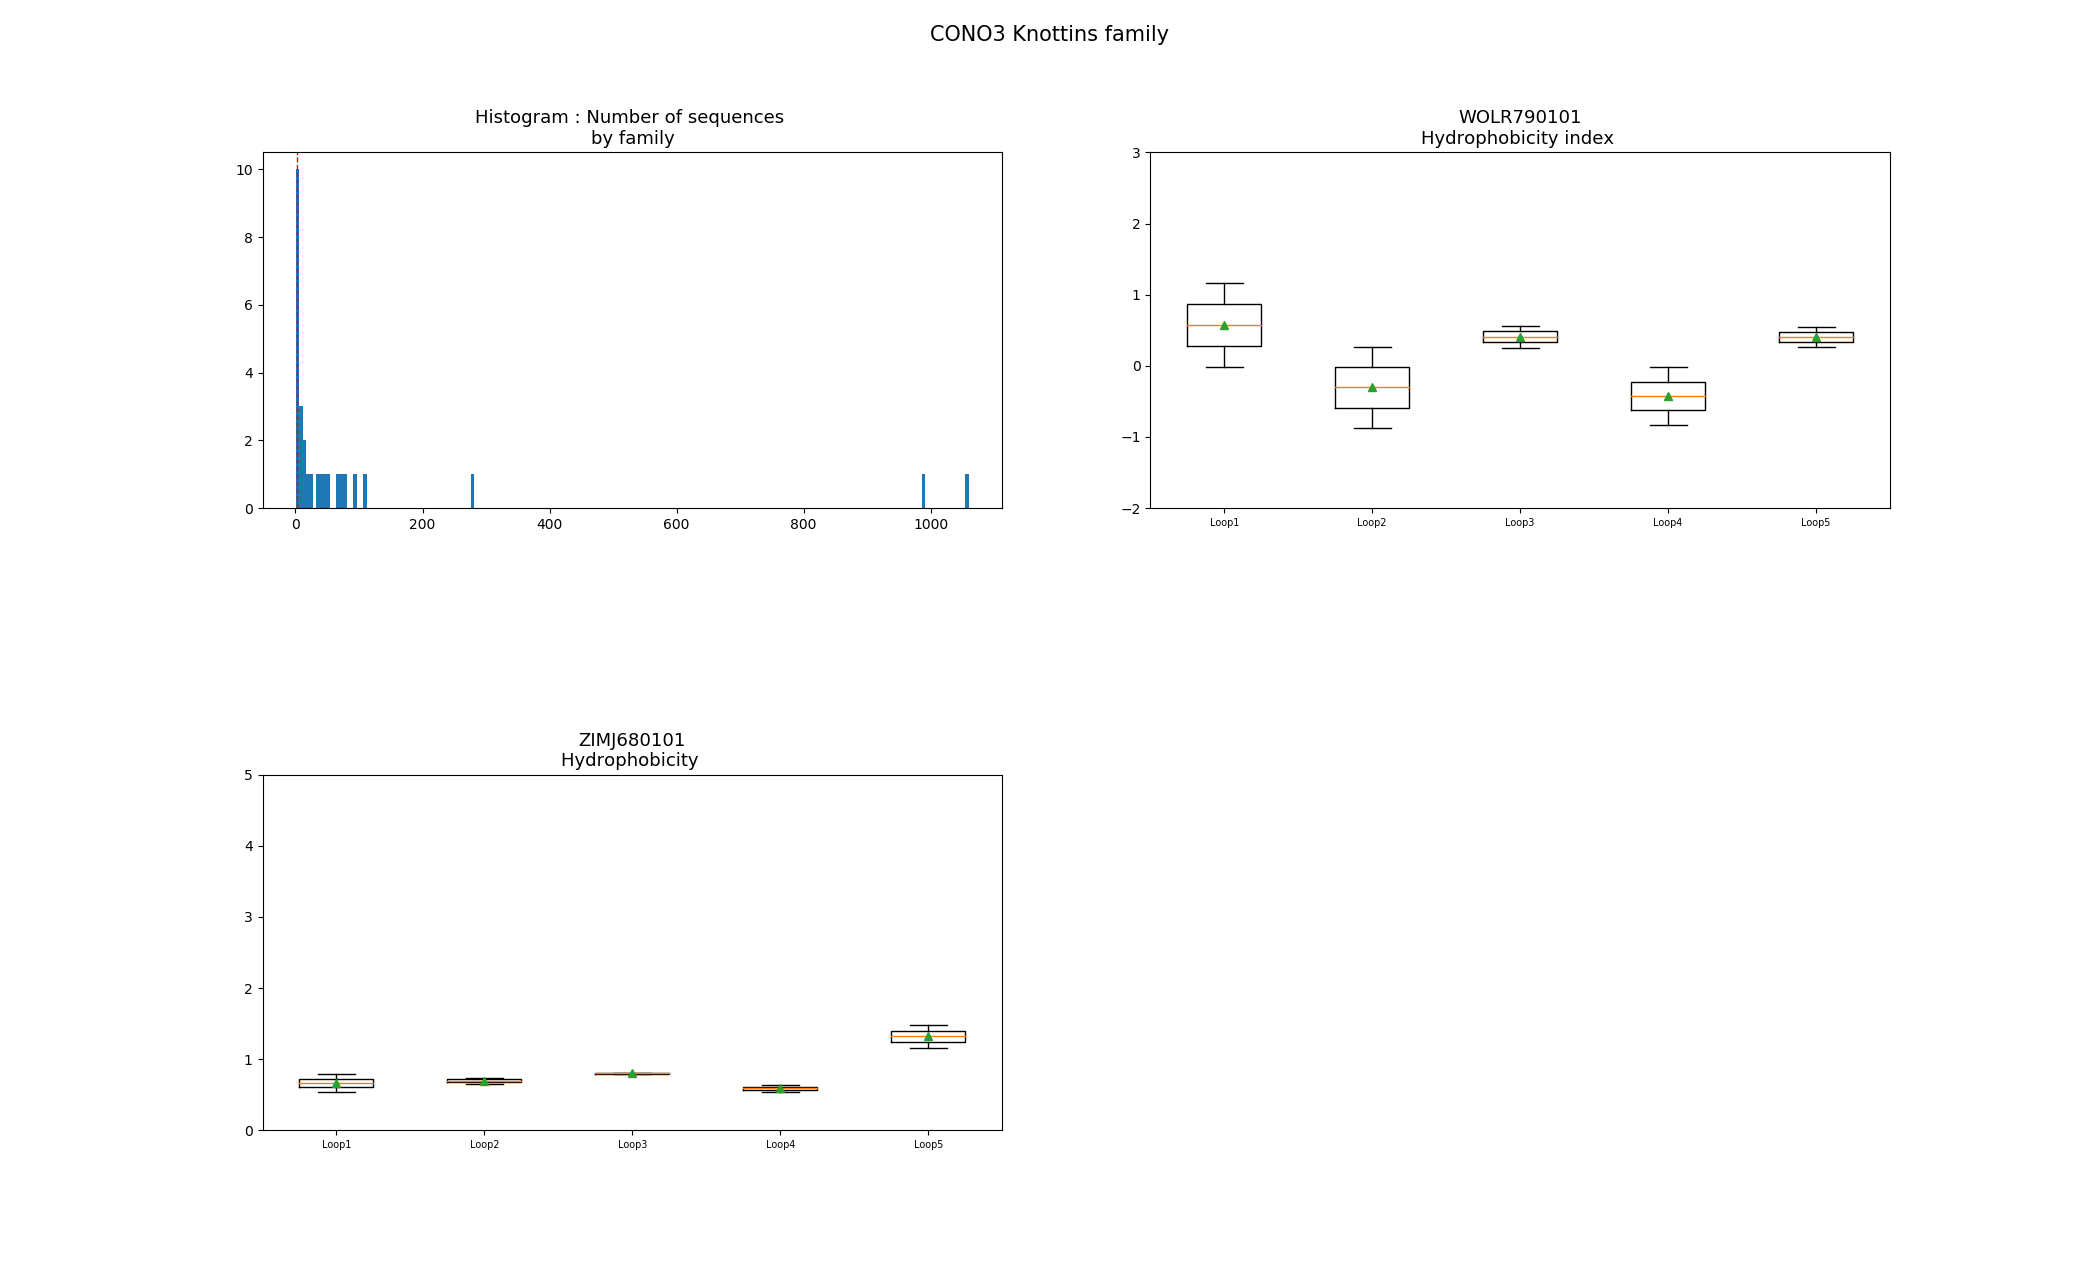 CONO3 Knottins family
Histogram : Number of sequences
by family
10
8
6
4
2
0
0 200 400 600 800 1000
WOLR790101
Hydrophobicity index
3
2
1
0
−1
−2
Loop1 Loop2 Loop3 Loop4 Loop5
ZIMJ680101
Hydrophobicity
5
4
3
2
1
0
Loop1 Loop2 Loop3 Loop4 Loop5